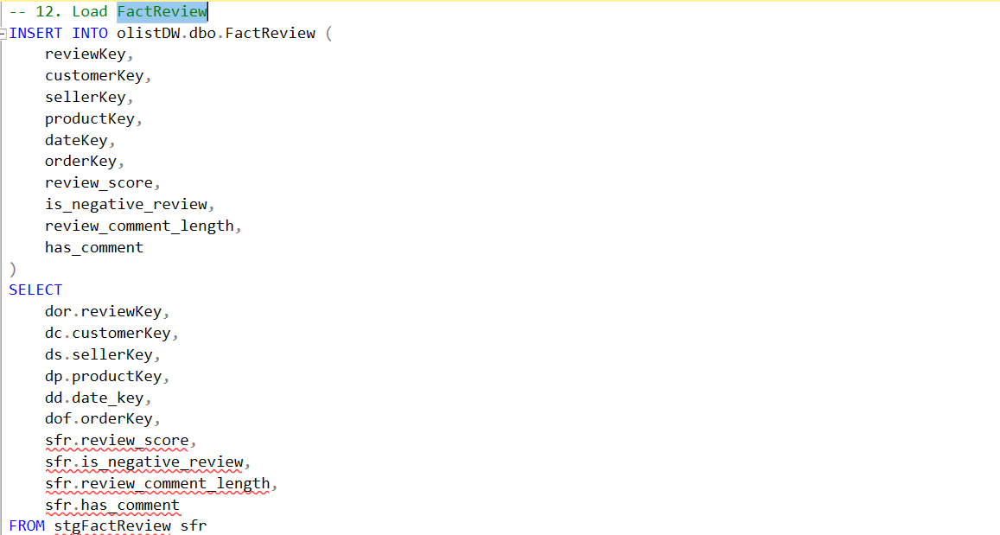 -- 12. Load FactReview
INSERT INTO olistDW.dbo.FactReview (
    reviewKey,
    customerKey,
    sellerKey,
    productKey,
    dateKey,
    orderKey,
    review_score,
    is_negative_review,
    review_comment_length,
    has_comment
)
SELECT
    dor.reviewKey,
    dc.customerKey,
    ds.sellerKey,
    dp.productKey,
    dd.date_key,
    dof.orderKey,
    sfr.review_score,
    sfr.is_negative_review,
    sfr.review_comment_length,
    sfr.has_comment
FROM stgFactReview sfr